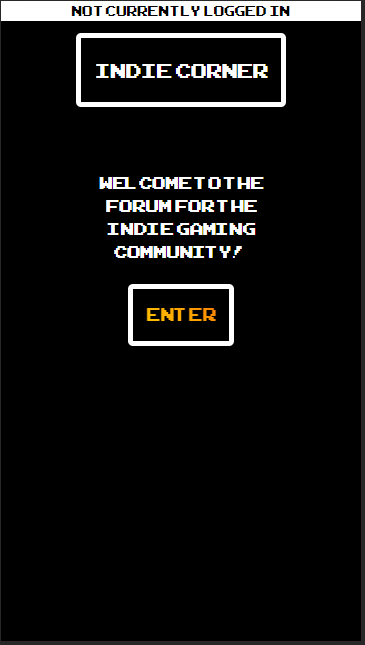 NOT CURRENTLY LOGGED IN
INDIE CORNER
WELCOME TO THE
FORUM FOR THE
INDIE GAMING
COMMUNITY!
ENTER